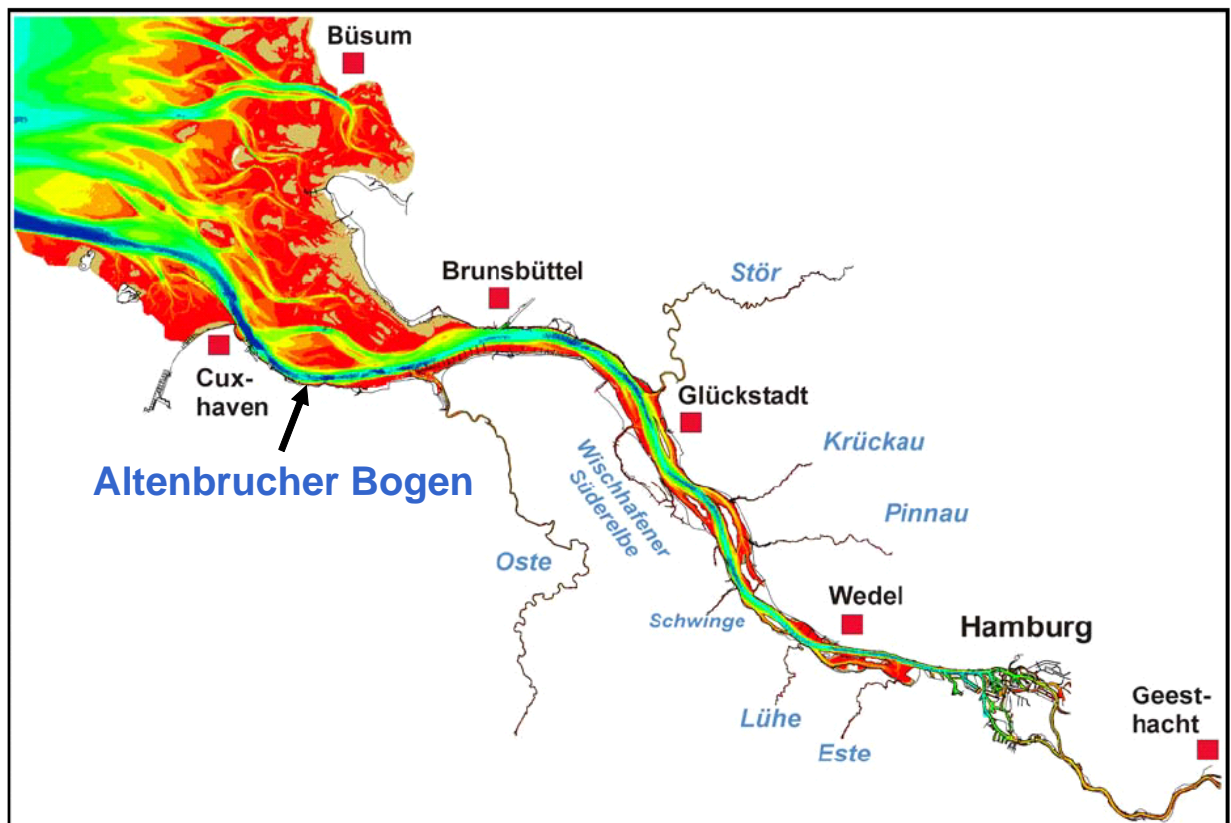 Büsum
Brunsbüttel
Stör
Cux-
haven
Glückstadt
Altenbrucher Bogen
Krückau
Wischhafener
Süderelbe
Pinnau
Oste
Schwinge
Wedel
Hamburg
Lühe
Este
Geest-
hacht